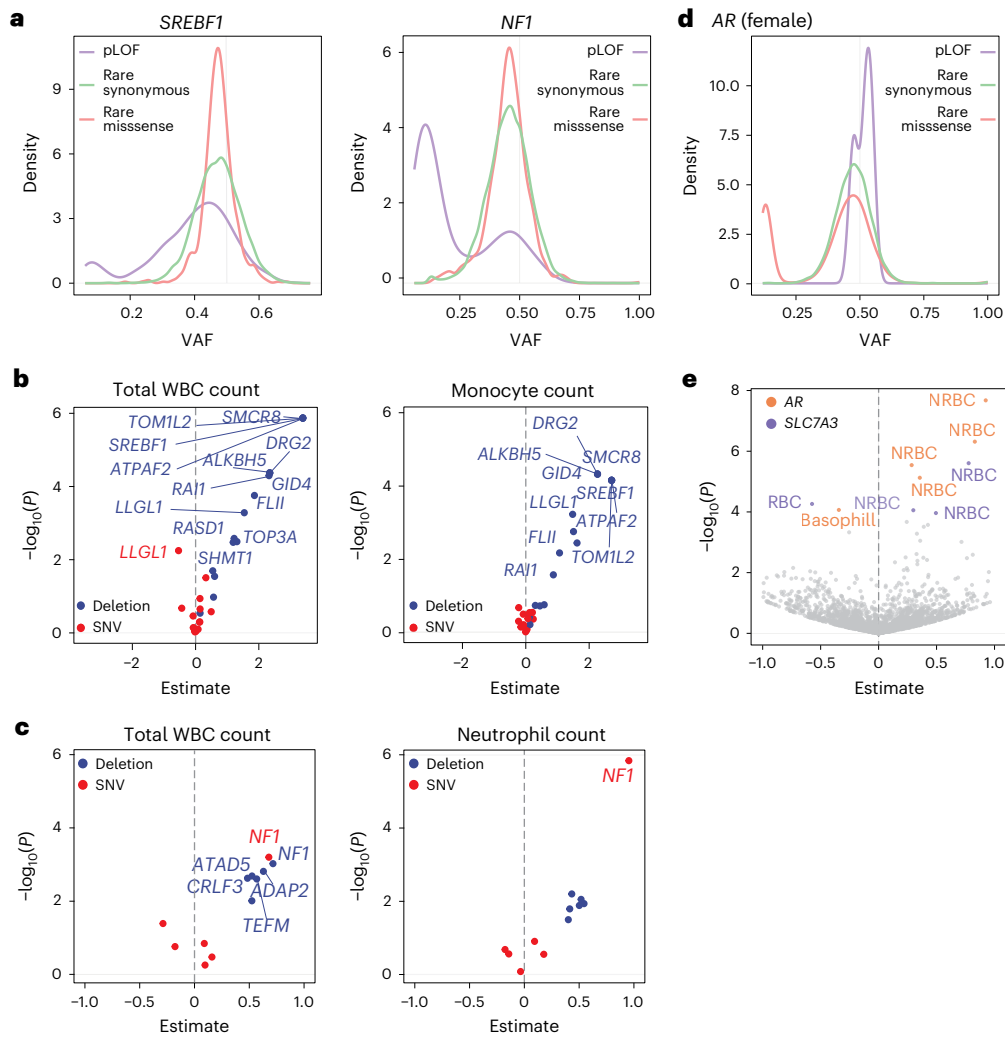 a
SREBF1
pLOF
Rare
synonymous
Rare
misssense
9
6
3
0
Density
0.2
0.4
0.6
VAF
NF1
pLOF
Rare
synonymous
Rare
misssense
6
4
2
0
Density
0.25
0.50
0.75
1.00
VAF
d
AR (female)
pLOF
Rare
synonymous
Rare
misssense
10.0
7.5
5.0
2.5
0
Density
0.25
0.50
0.75
1.00
VAF
b
Total WBC count
TOM1L2
SMCR8
SREBF1
DRG2
ATPAF2
ALKBH5
RAI1
GID4
LLGL1
FLII
RASD1
TOP3A
LLGL1
SHMT1
Deletion
SNV
6
4
2
0
−log10(P)
−2
0
2
Estimate
Monocyte count
DRG2
ALKBH5
SMCR8
GID4
SREBF1
LLGL1
ATPAF2
FLII
TOM1L2
RAI1
Deletion
SNV
6
4
2
0
−log10(P)
−2
0
2
Estimate
e
AR
SLC7A3
NRBC
NRBC
NRBC
NRBC
NRBC
RBC
NRBC
NRBC
Basophill
8
6
4
2
0
−log10(P)
−1.0
−0.5
0
0.5
1.0
Estimate
c
Total WBC count
Deletion
SNV
NF1
NF1
ATAD5
CRLF3
ADAP2
TEFM
6
4
2
0
−log10(P)
−1.0
−0.5
0
0.5
1.0
Estimate
Neutrophil count
Deletion
SNV
NF1
6
4
2
0
−log10(P)
−1.0
−0.5
0
0.5
1.0
Estimate